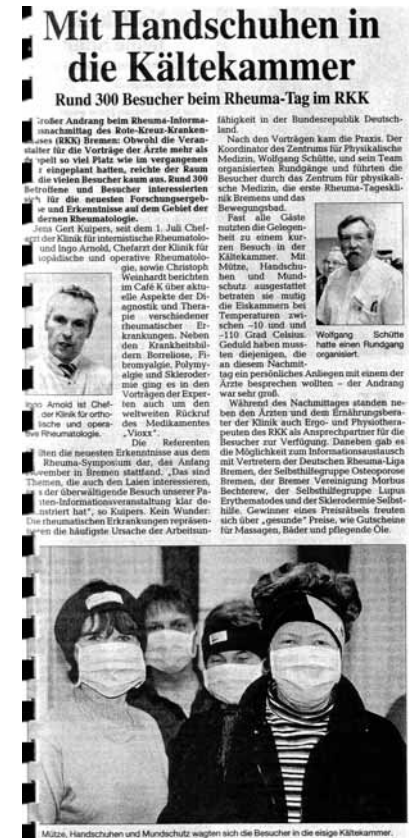 Mit Handschuhen in
die Kältekammer
Rund 300 Besucher beim Rheuma-Tag im RKK
Großer Andrang beim Rheuma-Informa-
snachmittag des Rote-Kreuz-Kranken-
uses (RKK) Bremen: Obwohl die Veran-
stalter für die Vorträge der Ärzte mehr als
pelt so viel Platz wie im vergangenen
r eingeplant hatten, reichte der Raum
die vielen Besucher kaum aus. Rund 300
Betroffene und Besucher interessierten
sich für die neuesten Forschungsergeb-
se und Erkenntnisse auf dem Gebiet der
dernen Rheumatologie.
Jens Gert Kuipers, seit dem 1. Juli Chef-
arzt der Klinik für internistische Rheumatolo-
und Ingo Arnold, Chefarzt der Klinik für
opädische und operative Rheumatolo-
gie, sowie Christoph
Weinhardt berichten
im Café K über aktu-
elle Aspekte der Di-
agnostik und Thera-
pie verschiedener
rheumatischer Er-
krankungen. Neben
den Krankheitsbil-
dern Borreliose, Fi-
bromyalgie, Polymy-
algie und Skleroder-
mie ging es in den
Vorträgen der Exper-
ten auch um den
weltweiten Rückruf
des Medikamentes
„Vioxx".
Ingo Arnold ist Chef-
der Klinik für ortho-
ische und opera-
tive Rheumatologie.
Die Referenten
llten die neuesten Erkenntnisse aus dem
Rheuma-Symposium dar, das Anfang
November in Bremen stattfand. „Das sind
Themen, die auch den Laien interessieren,
s der überwältigende Besuch unserer Pa-
ten-Informationsveranstaltung klar de-
nstriert hat", so Kuipers. Kein Wunder:
Die rheumatischen Erkrankungen repräsen-
tieren die häufigste Ursache der Arbeitsun-
fähigkeit in der Bundesrepublik Deutsch-
land.
Nach den Vorträgen kam die Praxis. Der
Koordinator des Zentrums für Physikalische
Medizin, Wolfgang Schütte, und sein Team
organisierten Rundgänge und führten die
Besucher durch das Zentrum für physikali-
sche Medizin, die erste Rheuma-Tageskli-
nik Bremens und das
Bewegungsbad.
Fast alle Gäste
nutzten die Gelegen-
heit zu einem kur-
zen Besuch in der
Kältekammer. Mit
Mütze, Handschu-
hen und Mund-
schutz ausgestattet
betraten sie mutig
die Eiskammern bei
Temperaturen zwi-
schen –10 und und
–110 Grad Celsius.
Geduld haben muss-
ten diejenigen, die
an diesem Nachmit-
tag ein persönliches Anliegen mit einem der
Ärzte besprechen wollten – der Andrang
war sehr groß.
Wolfgang Schütte
hatte einen Rundgang
organisiert.
Während des Nachmittages standen ne-
ben den Ärzten und dem Ernährungsbera-
ter der Klinik auch Ergo- und Physiothera-
peuten des RKK als Ansprechpartner für die
Besucher zur Verfügung. Daneben gab es
die Möglichkeit zum Informationsaustausch
mit Vertretern der Deutschen Rheuma-Liga
Bremen, der Selbsthilfegruppe Osteoporose
Bremen, der Bremer Vereinigung Morbus
Bechterew, der Selbsthilfegruppe Lupus
Erythematodes und der Sklerodermie Selbst-
hilfe. Gewinner eines Preisrätsels freuten
sich über „gesunde" Preise, wie Gutscheine
für Massagen, Bäder und pflegende Öle.
Mütze, Handschuhen und Mundschutz wagten sich die Besucher in die eisige Kältekammer.